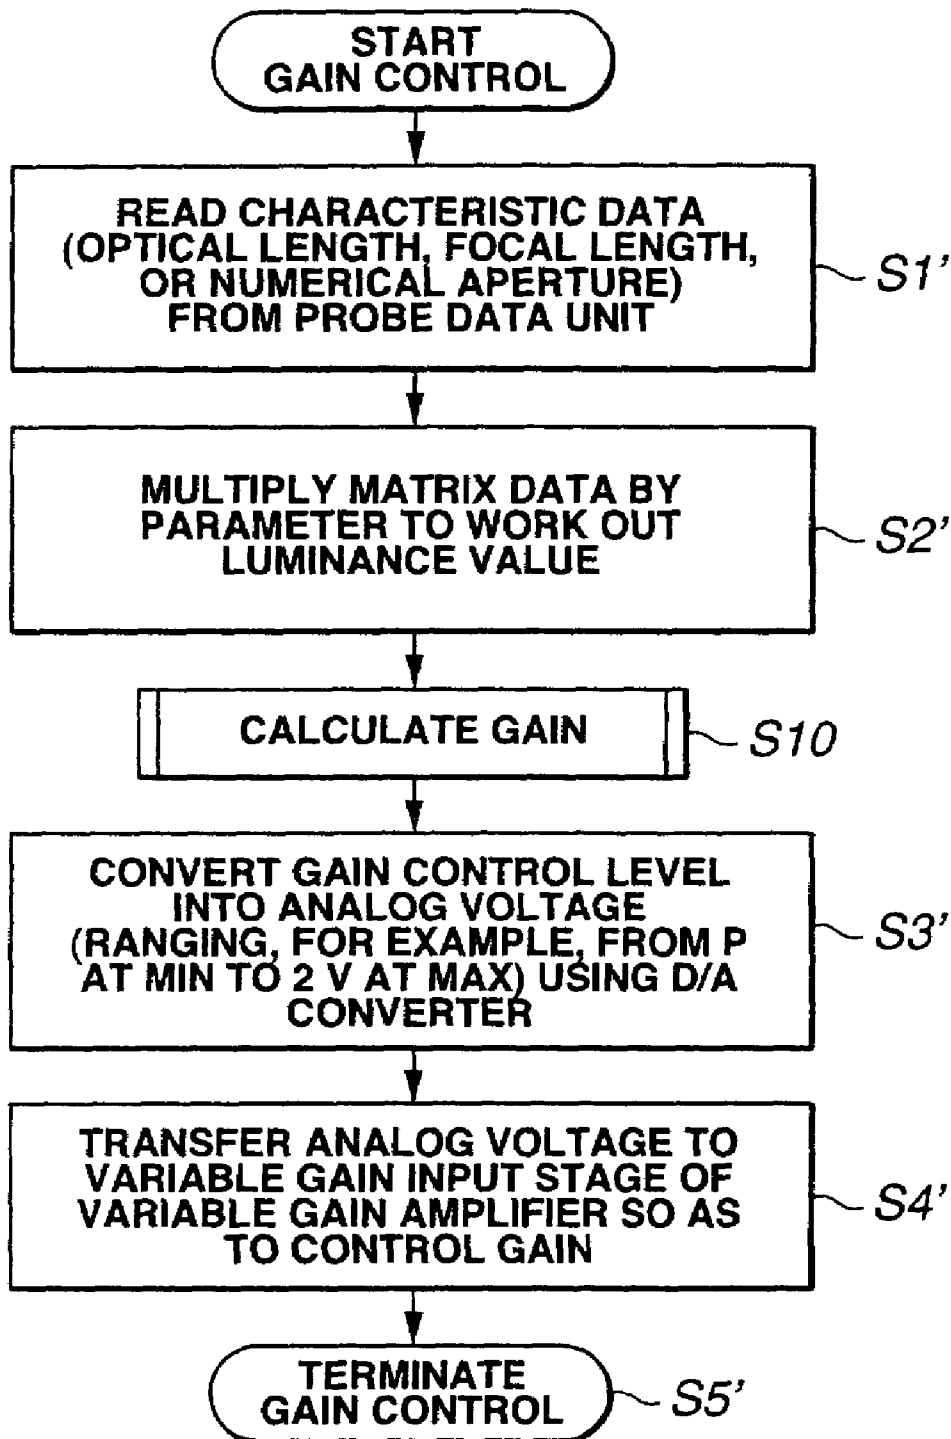 START
GAIN CONTROL
READ CHARACTERISTIC DATA
(OPTICAL LENGTH, FOCAL LENGTH,
OR NUMERICAL APERTURE)
FROM PROBE DATA UNIT
S1'
MULTIPLY MATRIX DATA BY
PARAMETER TO WORK OUT
LUMINANCE VALUE
S2'
CALCULATE GAIN
S10
CONVERT GAIN CONTROL LEVEL
INTO ANALOG VOLTAGE
(RANGING, FOR EXAMPLE, FROM P
AT MIN TO 2 V AT MAX) USING D/A
CONVERTER
S3'
TRANSFER ANALOG VOLTAGE TO
VARIABLE GAIN INPUT STAGE OF
VARIABLE GAIN AMPLIFIER SO AS
TO CONTROL GAIN
S4'
TERMINATE
GAIN CONTROL
S5'